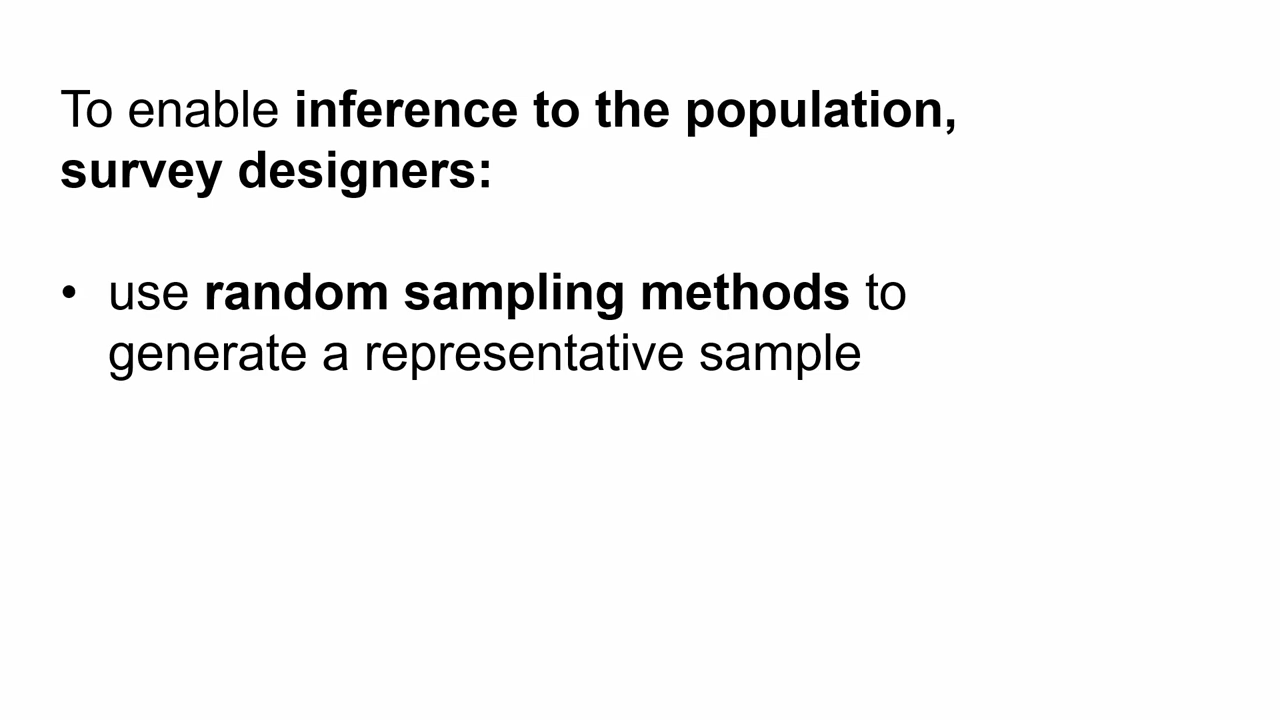 To enable inference to the population,
survey designers:
• use random sampling methods to
generate a representative sample